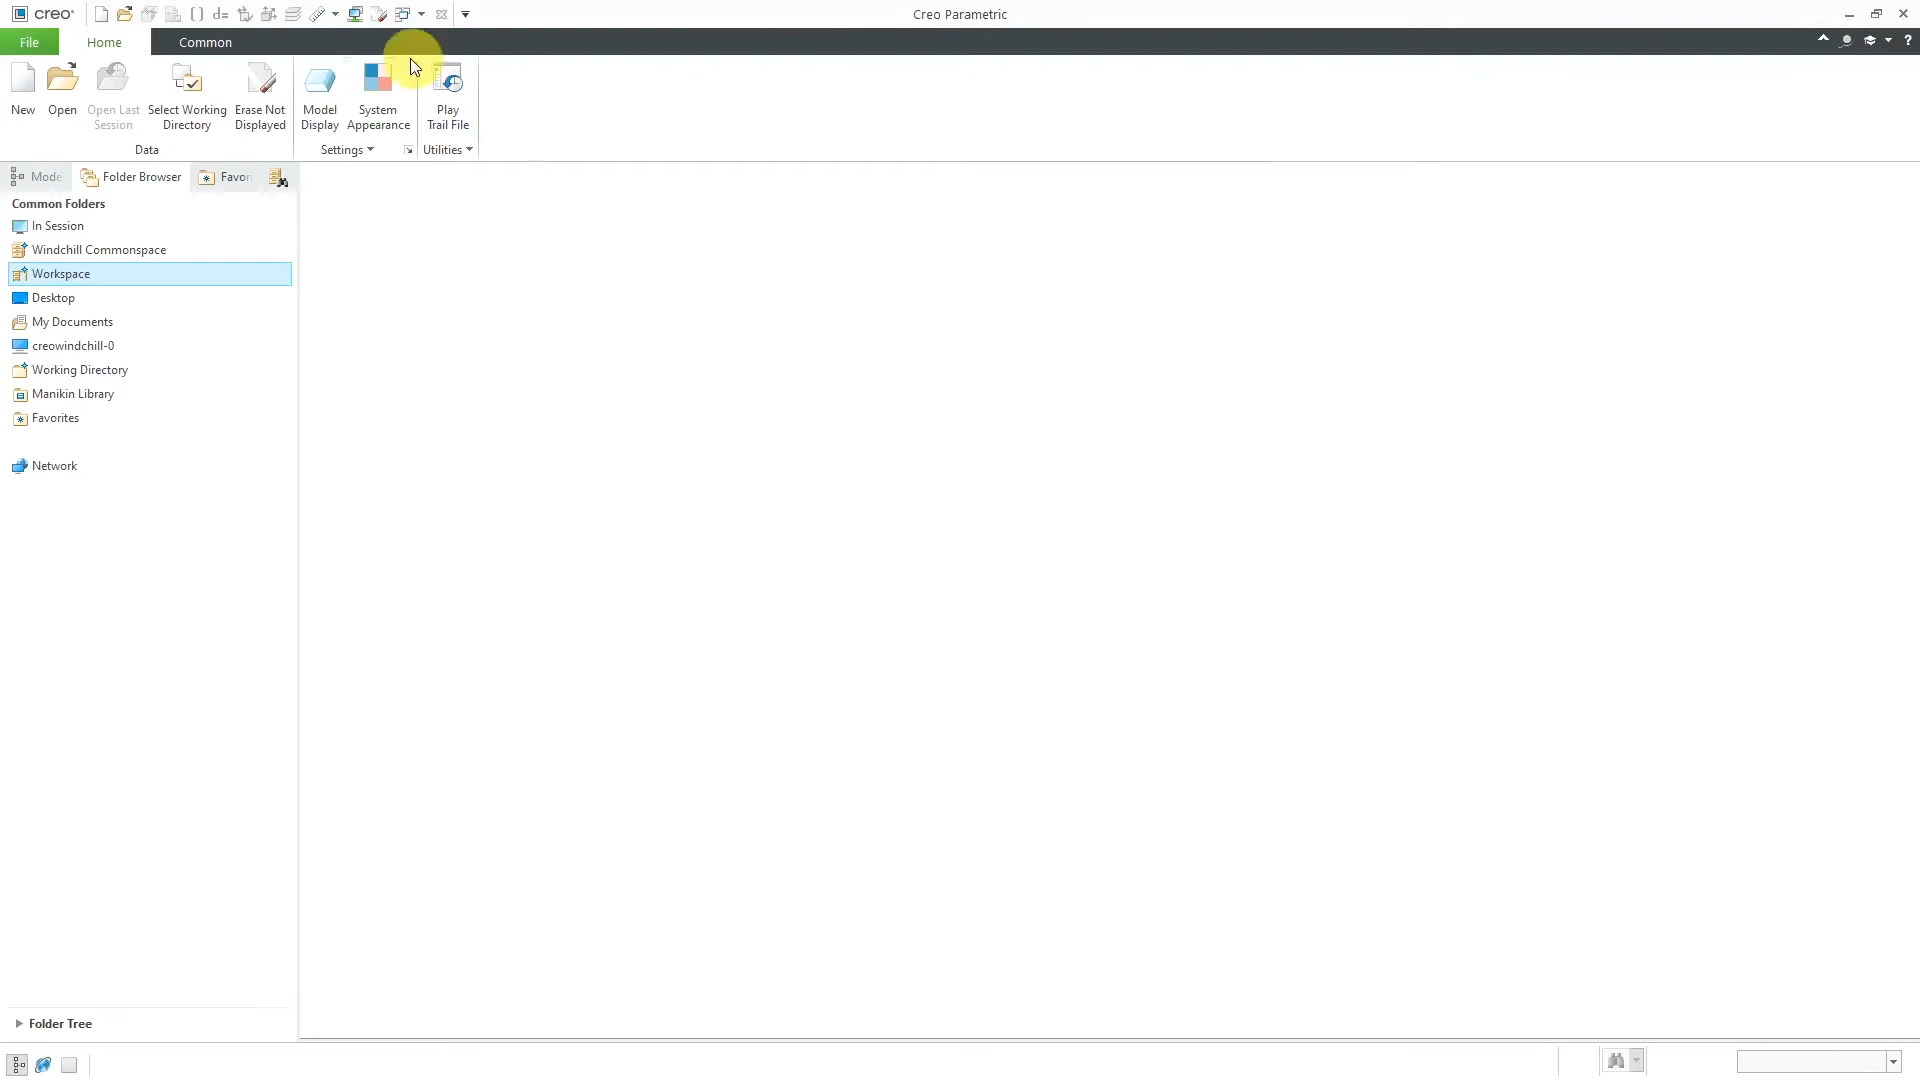 creo
d=
Creo Parametric
File
Home
Common
?
New
Open
Open Last
Session
Select Working
Directory
Erase Not
Displayed
Model
Display
System
Appearance
Play
Trail File
Data
Settings
Utilities
Mode
Folder Browser
Favor
Common Folders
In Session
Windchill Commonspace
Workspace
Desktop
My Documents
creowindchill-0
Working Directory
Manikin Library
Favorites
Network
Folder Tree